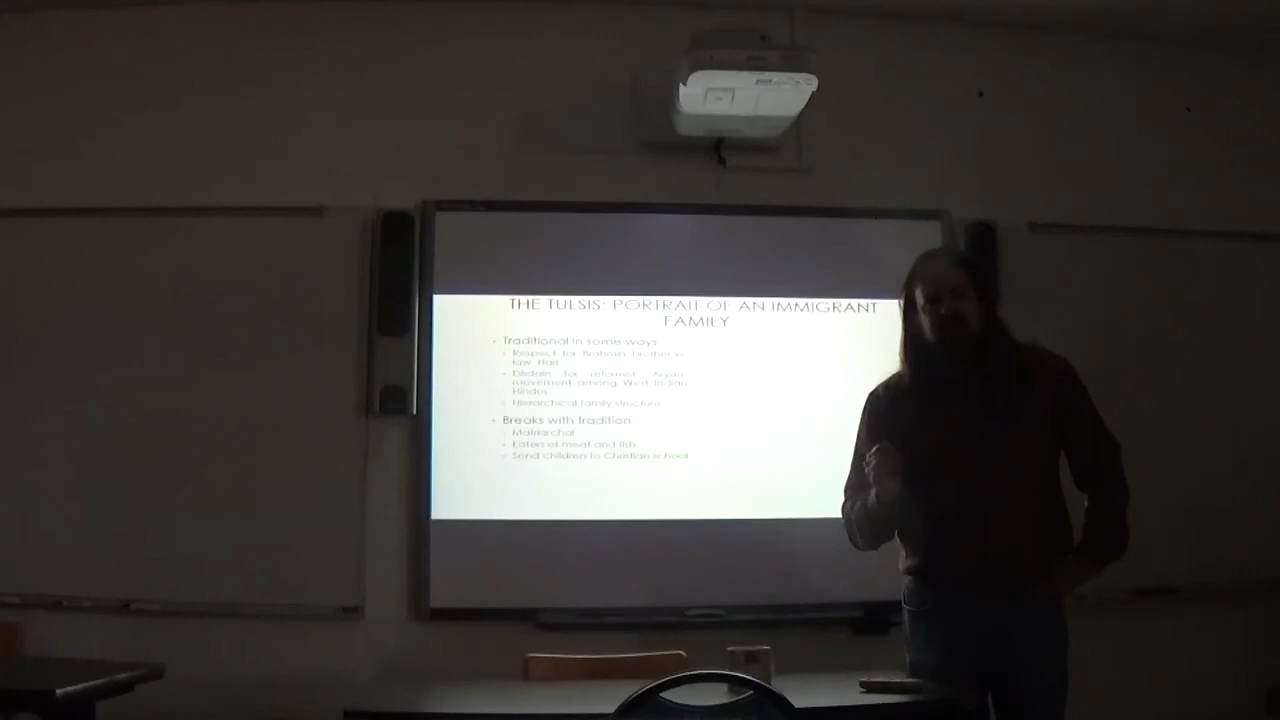 THE TULSIS: PORTRAIT OF AN IMMIGRANT
FAMILY
• Traditional in some ways
Respect for Brahmin brother in
law, Hari
Disdain for reformist Aryan
movement among West Indian
Hindus
Hierarchical family structure
• Breaks with tradition
Matriarchal
Eaters of meat and fish
Send children to Christian school